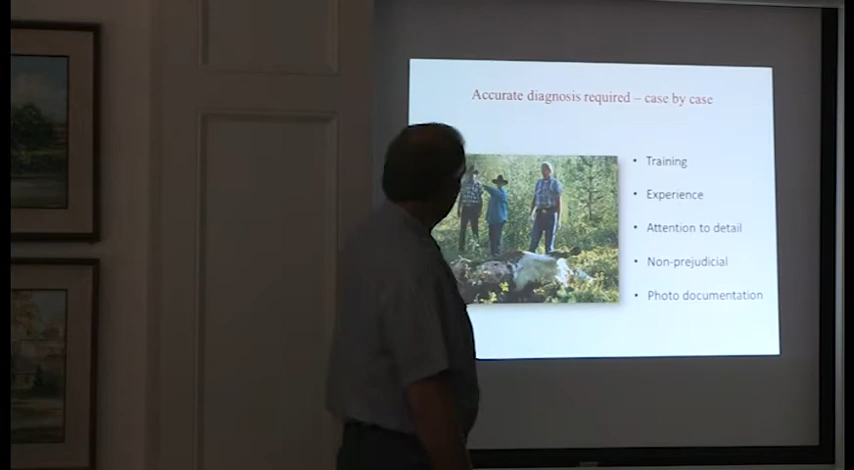 Accurate diagnosis required – case by case
• Training
• Experience
• Attention to detail
• Non-prejudicial
• Photo documentation